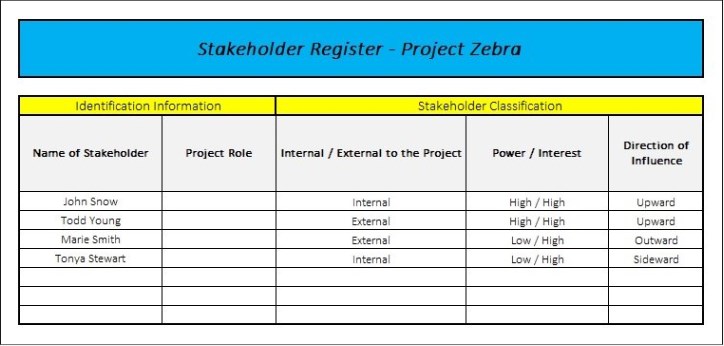 Stakeholder Register - Project Zebra
Identification Information Stakeholder Classification
Name of Stakeholder Project Role Internal / External to the Project Power / Interest Direction of Influence
John Snow Internal High / High Upward
Todd Young External High / High Upward
Marie Smith External Low / High Outward
Tonya Stewart Internal Low / High Sideward